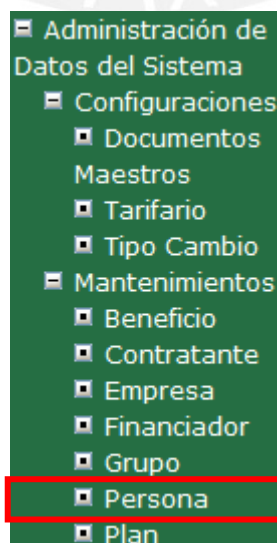 Administración de
Datos del Sistema
Configuraciones
Documentos
Maestros
Tarifario
Tipo Cambio
Mantenimientos
Beneficio
Contratante
Empresa
Financiador
Grupo
Persona
Plan